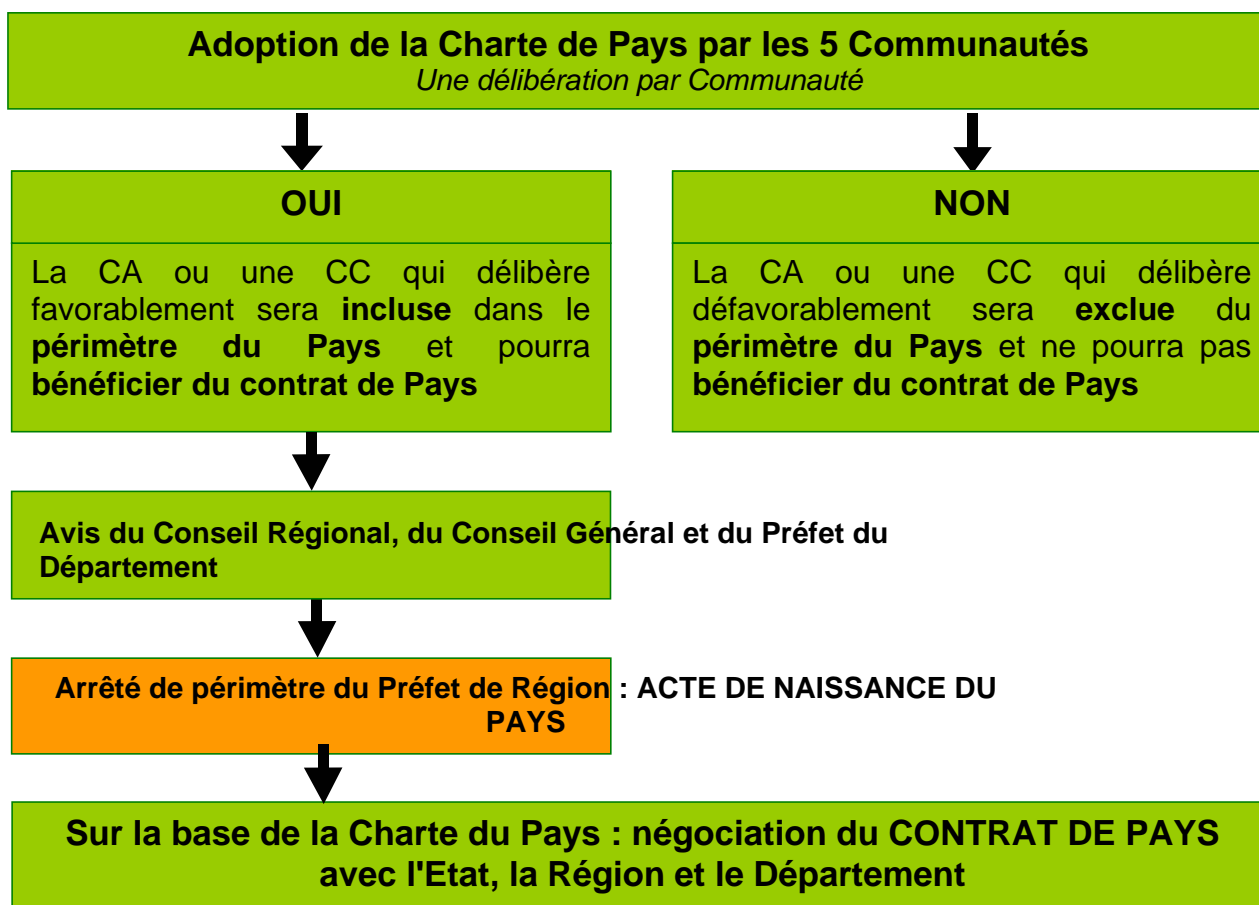 Adoption de la Charte de Pays par les 5 Communautés
Une délibération par Communauté
OUI
La CA ou une CC qui délibère
favorablement sera incluse dans le
périmètre du Pays et pourra
bénéficier du contrat de Pays
NON
La CA ou une CC qui délibère
défavorablement sera exclue du
périmètre du Pays et ne pourra pas
bénéficier du contrat de Pays
Avis du Conseil Régional, du Conseil Général et du Préfet du
Département
Arrêté de périmètre du Préfet de Région : ACTE DE NAISSANCE DU
PAYS
Sur la base de la Charte du Pays : négociation du CONTRAT DE PAYS
avec l'Etat, la Région et le Département